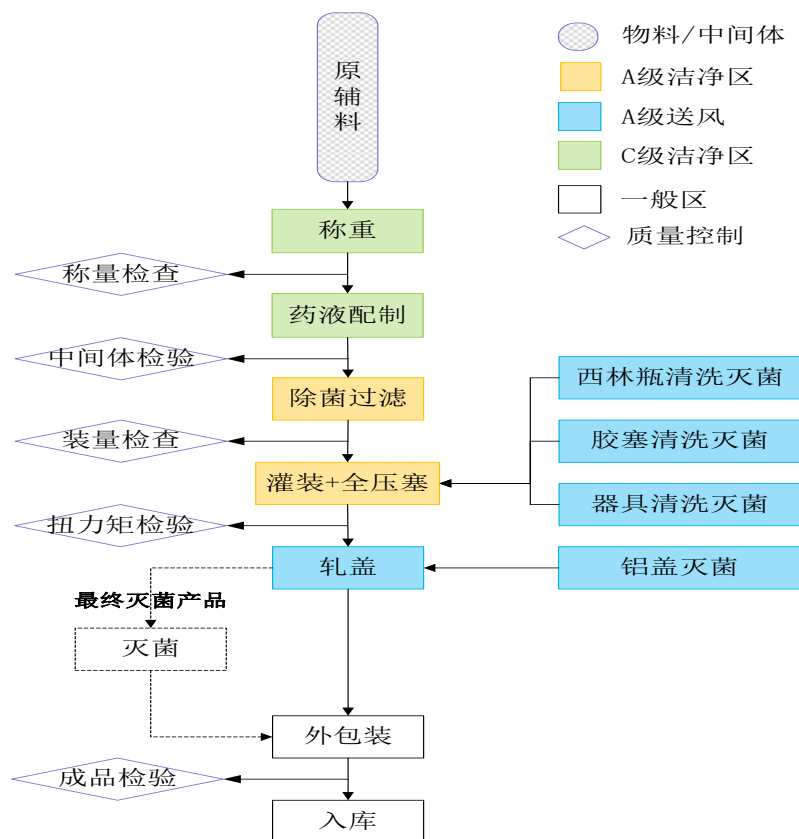 原辅料
物料/中间体
A级洁净区
A级送风
C级洁净区
一般区
质量控制
称重
称量检查
药液配制
中间体检验
除菌过滤
西林瓶清洗灭菌
装量检查
胶塞清洗灭菌
灌装+全压塞
器具清洗灭菌
扭力矩检验
轧盖
铝盖灭菌
最终灭菌产品
灭菌
外包装
成品检验
入库